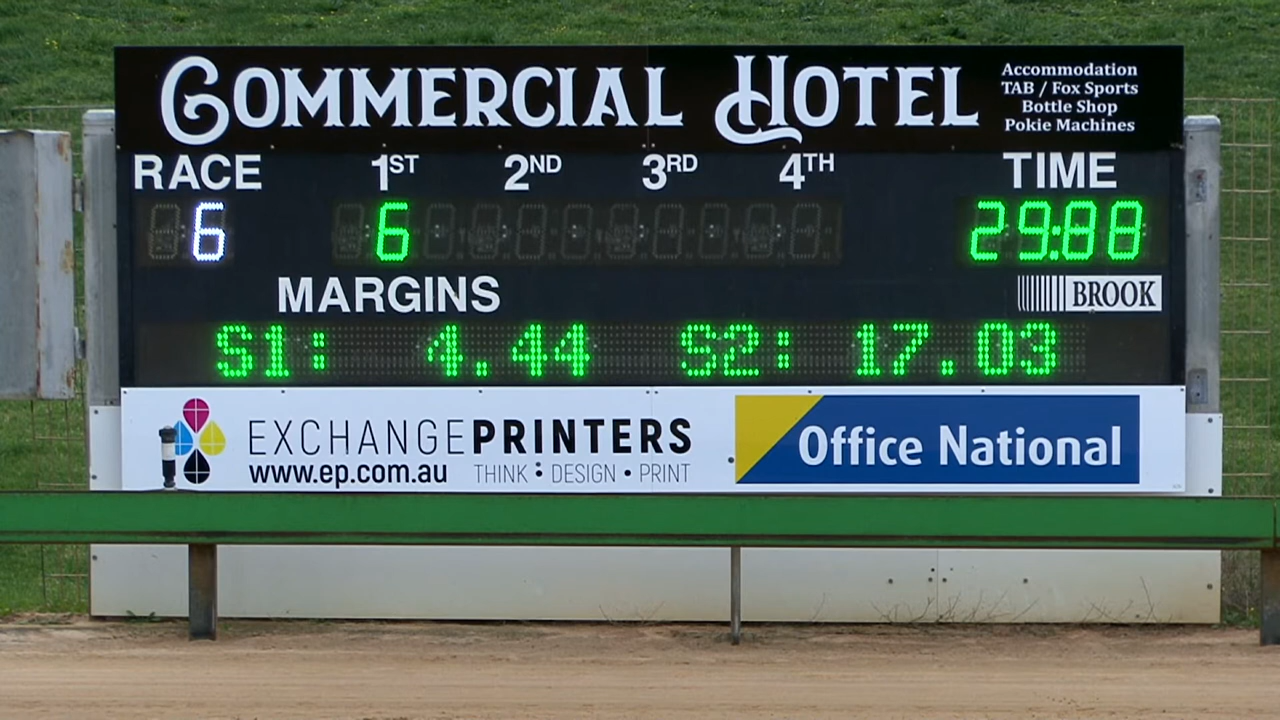 COMMERCIAL HOTEL
Accommodation
TAB / Fox Sports
Bottle Shop
Pokie Machines
RACE 1ST 2ND 3RD 4TH TIME
6 6 29:88
MARGINS
BROOK
S1: 4.44 S2: 17.03
EXCHANGEPRINTERS
www.ep.com.au THINK • DESIGN • PRINT
Office National